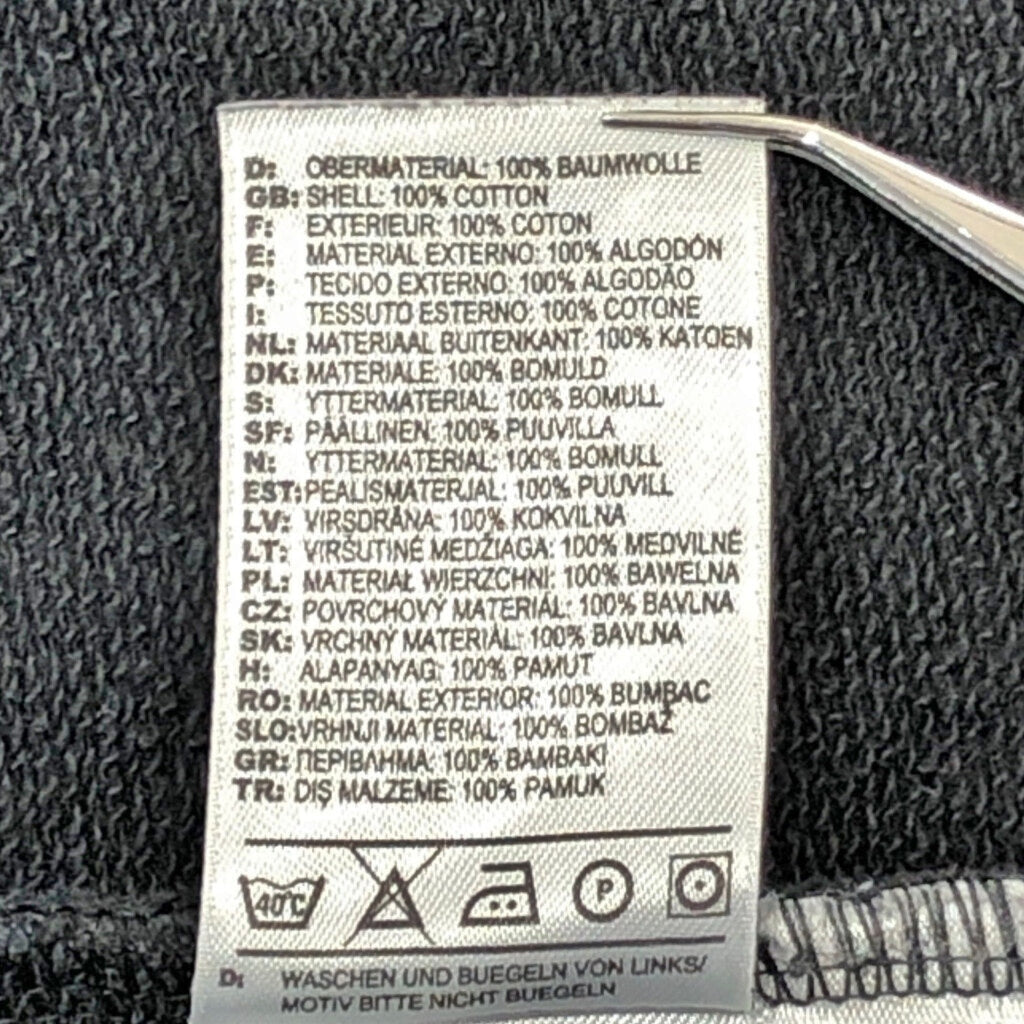 D: OBERMATERIAL: 100% BAUMWOLLE
GB: SHELL: 100% COTTON
F: EXTERIEUR: 100% COTON
E: MATERIAL EXTERNO: 100% ALGODÓN
P: TECIDO EXTERNO: 100% ALGODÃO
I: TESSUTO ESTERNO: 100% COTONE
NL: MATERIAAL BUITENKANT: 100% KATOEN
DK: MATERIALE: 100% BOMULD
S: YTTERMATERIAL: 100% BOMULL
SF: PÄÄLLINEN: 100% PUUVILLA
N: YTTERMATERIAL: 100% BOMULL
EST: PEALISMATERJAL: 100% PUUVILL
LV: VIRSDRĀNA: 100% KOKVILNA
LT: VIRŠUTINĖ MEDŽIAGA: 100% MEDVILNĖ
PL: MATERIAŁ WIERZCHNI: 100% BAWEŁNA
CZ: POVRCHOVÝ MATERIÁL: 100% BAVLNA
SK: VRCHNÝ MATERIÁL: 100% BAVLNA
H: ALAPANYAG: 100% PAMUT
RO: MATERIAL EXTERIOR: 100% BUMBAC
SLO: VRHNJI MATERIAL: 100% BOMBAŽ
GR: ΠΕΡΙΒΛΗΜΑ: 100% ΒΑΜΒΑΚΙ
TR: DIŞ MALZEME: 100% PAMUK
40°C P
D: WASCHEN UND BUEGELN VON LINKS/
MOTIV BITTE NICHT BUEGELN